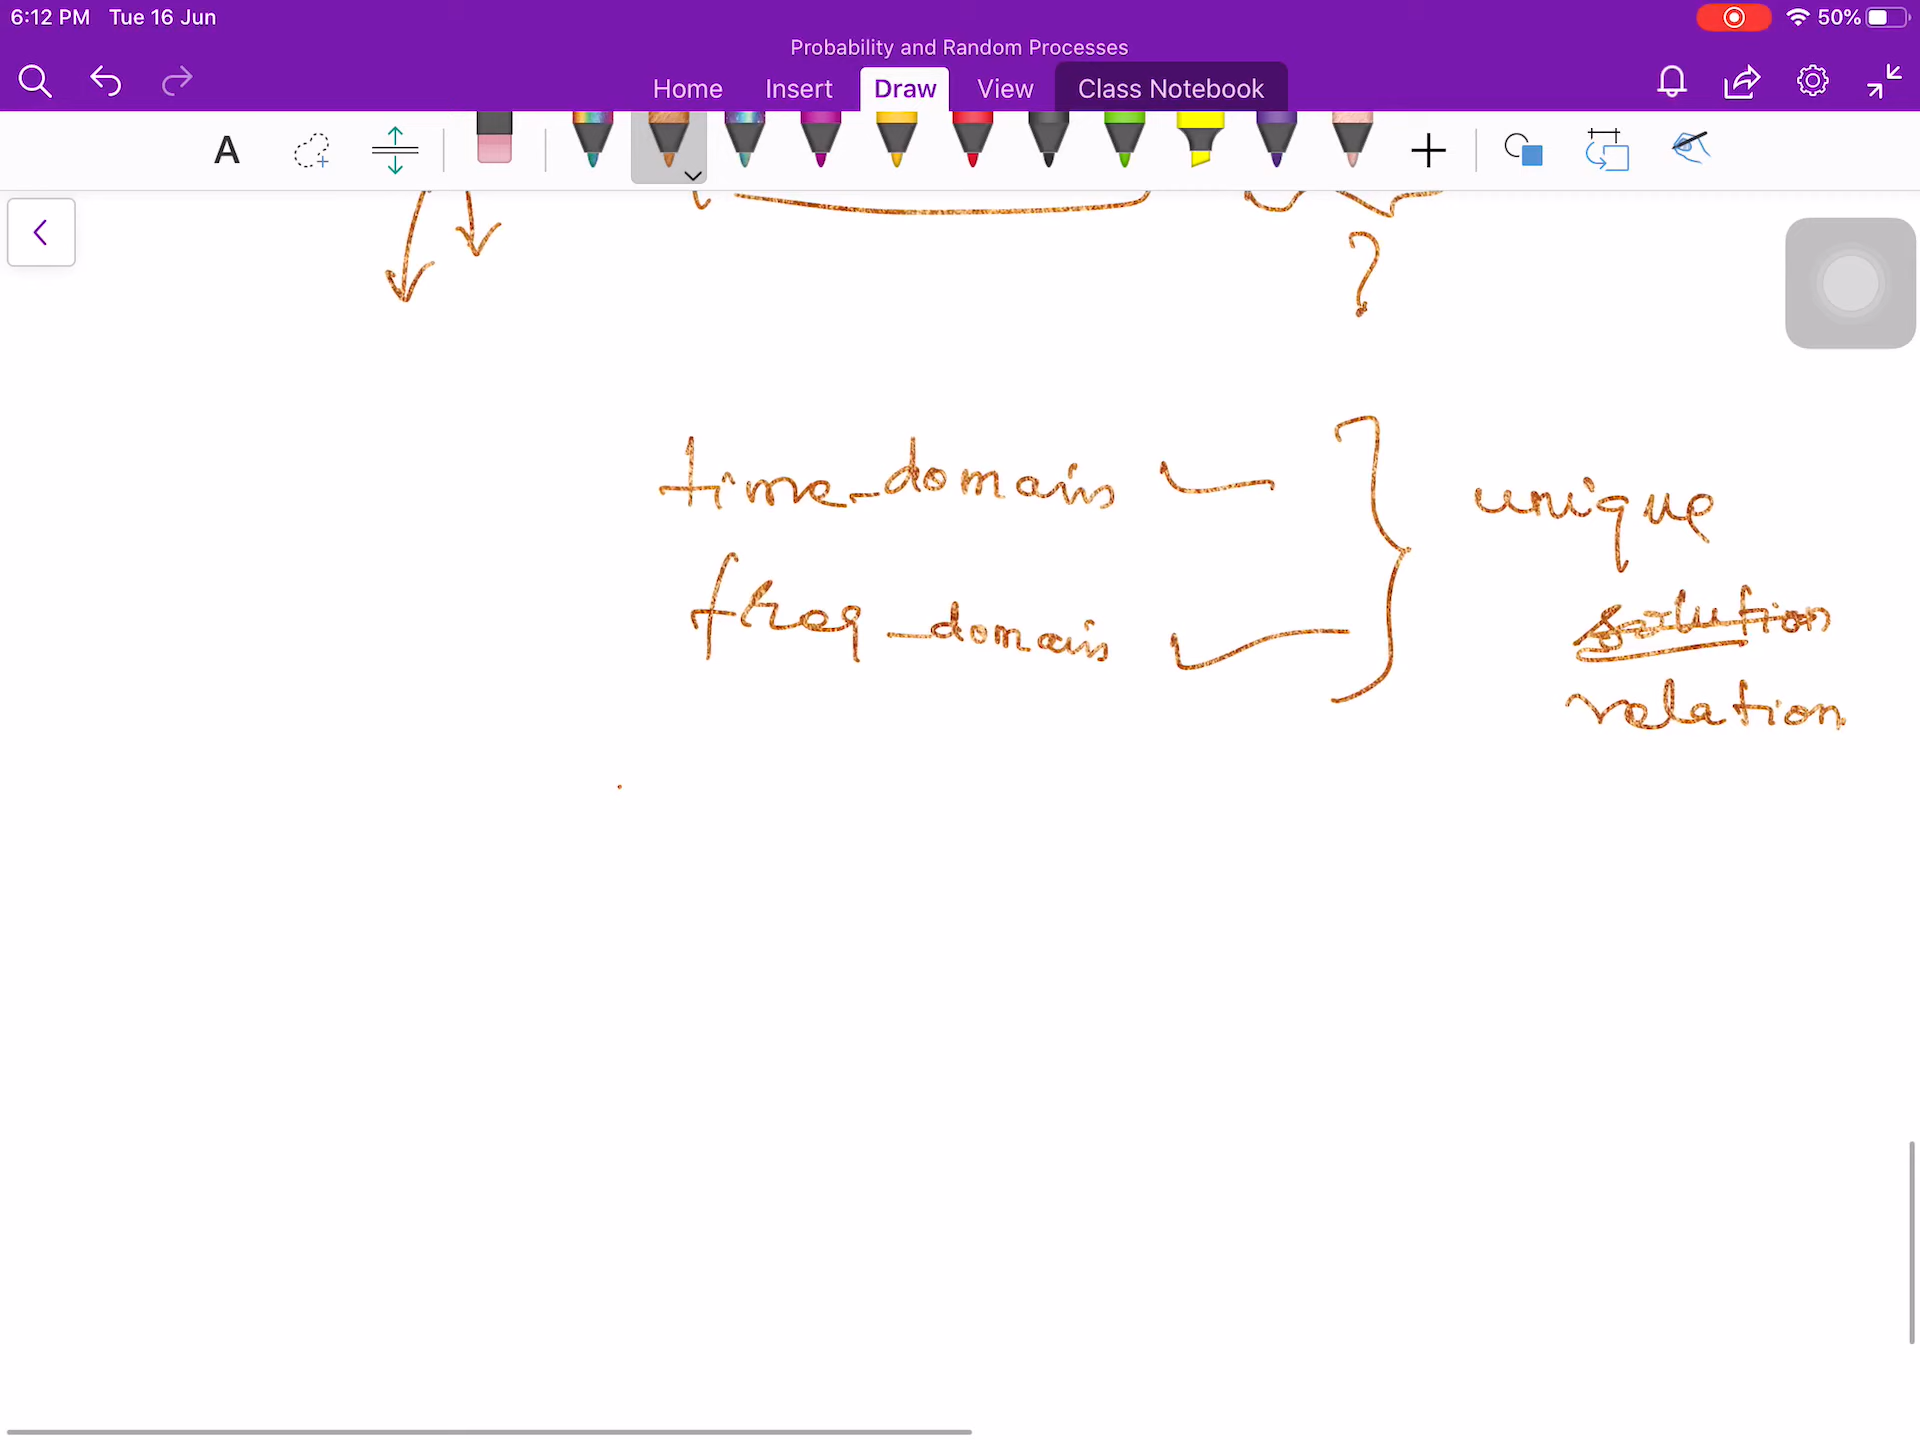 6:12 PM Tue 16 Jun
50%
Probability and Random Processes
Home Insert Draw View Class Notebook
A
?
time-domain
freq-domain
unique
solution
relation